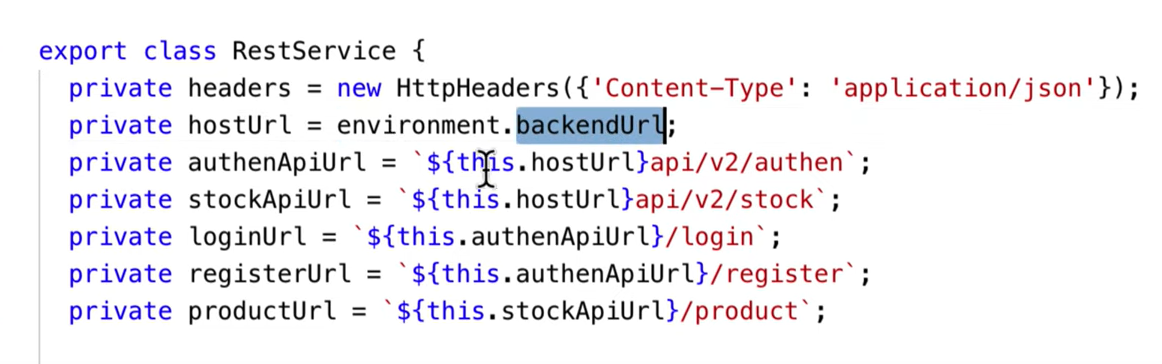 export class RestService {
private headers = new HttpHeaders({'Content-Type': 'application/json'});
private hostUrl = environment.backendUrl;
private authenApiUrl = `${this.hostUrl}api/v2/authen`;
private stockApiUrl = `${this.hostUrl}api/v2/stock`;
private loginUrl = `${this.authenApiUrl}/login`;
private registerUrl = `${this.authenApiUrl}/register`;
private productUrl = `${this.stockApiUrl}/product`;